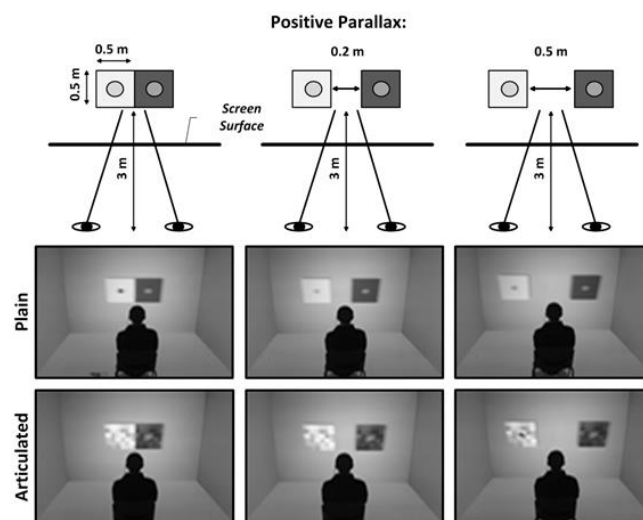 Positive Parallax:
0.5 m
0.2 m
0.5 m
0.5 m
Screen
Surface
3 m
3 m
3 m
Plain
Articulated